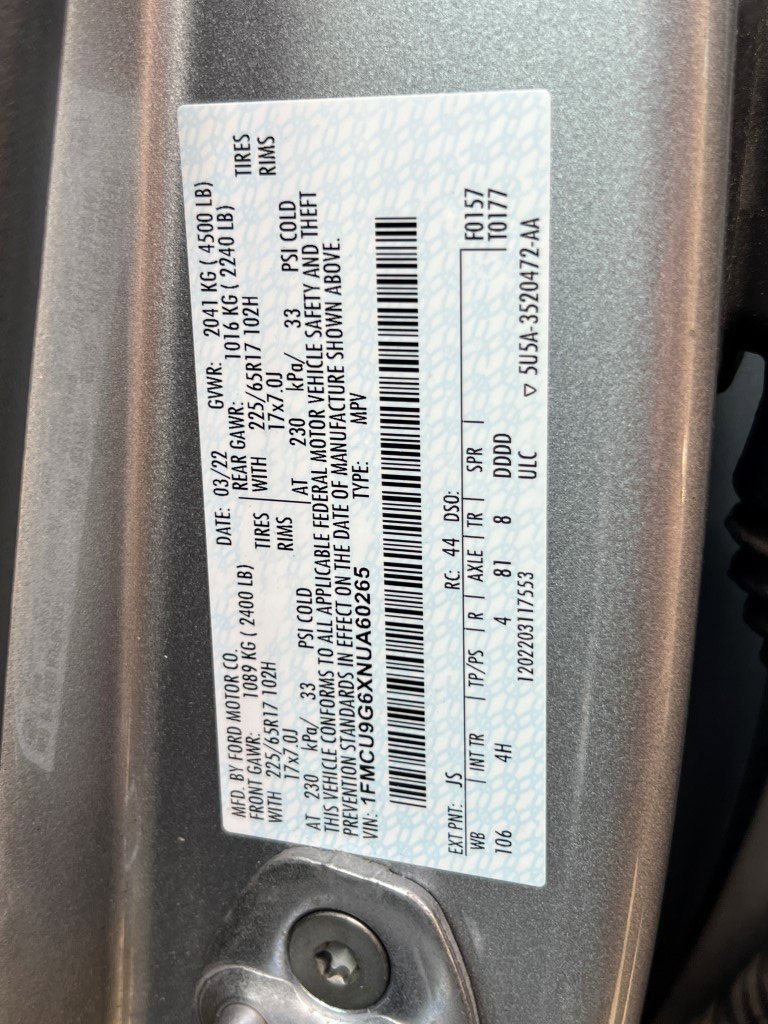 MFD. BY FORD MOTOR CO. DATE: 03/22 GVWR: 2041 KG ( 4500 LB)
FRONT GAWR: 1089 KG ( 2400 LB) REAR GAWR: 1016 KG ( 2240 LB)
WITH 225/65R17 102H TIRES WITH 225/65R17 102H TIRES
17x7.0J RIMS 17x7.0J RIMS
AT 230 kPa/ 33 PSI COLD AT 230 kPa/ 33 PSI COLD
THIS VEHICLE CONFORMS TO ALL APPLICABLE FEDERAL MOTOR VEHICLE SAFETY AND THEFT
PREVENTION STANDARDS IN EFFECT ON THE DATE OF MANUFACTURE SHOWN ABOVE.
VIN: 1FMCU9G6XNUA60265 TYPE: MPV
EXT PNT: JS RC: 44 DSO: F0157
WB INT TR TP/PS R AXLE TR SPR T0177
106 4H 4 81 8 DDDD
1202203117553 ULC ▽ 5U5A-3520472-AA